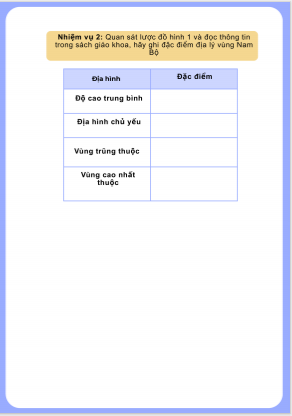 Nhiệm vụ 2: Quan sát lược đồ hình 1 và đọc thông tin
trong sách giáo khoa, hãy ghi đặc điểm địa lý vùng Nam
Bộ
Địa hình Đặc điểm
Độ cao trung bình
Địa hình chủ yếu
Vùng trũng thuộc
Vùng cao nhất
thuộc